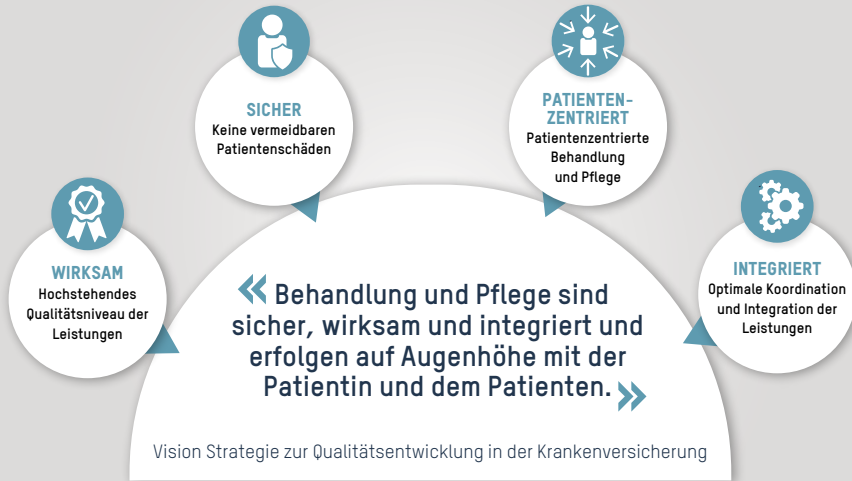 SICHER
Keine vermeidbaren
Patientenschäden
PATIENTEN-
ZENTRIERT
Patientenzentrierte
Behandlung
und Pflege
WIRKSAM
Hochstehendes
Qualitätsniveau der
Leistungen
INTEGRIERT
Optimale Koordination
und Integration der
Leistungen
« Behandlung und Pflege sind
sicher, wirksam und integriert und
erfolgen auf Augenhöhe mit der
Patientin und dem Patienten. »
Vision Strategie zur Qualitätsentwicklung in der Krankenversicherung